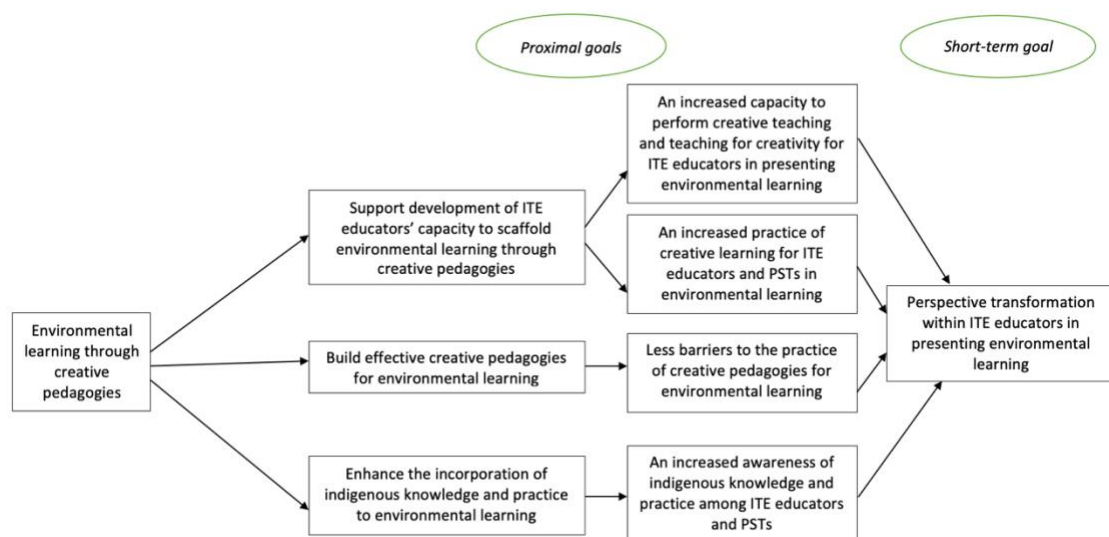 Proximal goals
Short-term goal
An increased capacity to
perform creative teaching
and teaching for creativity for
ITE educators in presenting
environmental learning
Support development of ITE
educators’ capacity to scaffold
environmental learning through
creative pedagogies
An increased practice of
creative learning for ITE
educators and PSTs in
environmental learning
Environmental
learning through
creative
pedagogies
Build effective creative pedagogies
for environmental learning
Less barriers to the practice
of creative pedagogies for
environmental learning
Perspective transformation
within ITE educators in
presenting environmental
learning
Enhance the incorporation of
indigenous knowledge and practice
to environmental learning
An increased awareness of
indigenous knowledge and
practice among ITE educators
and PSTs